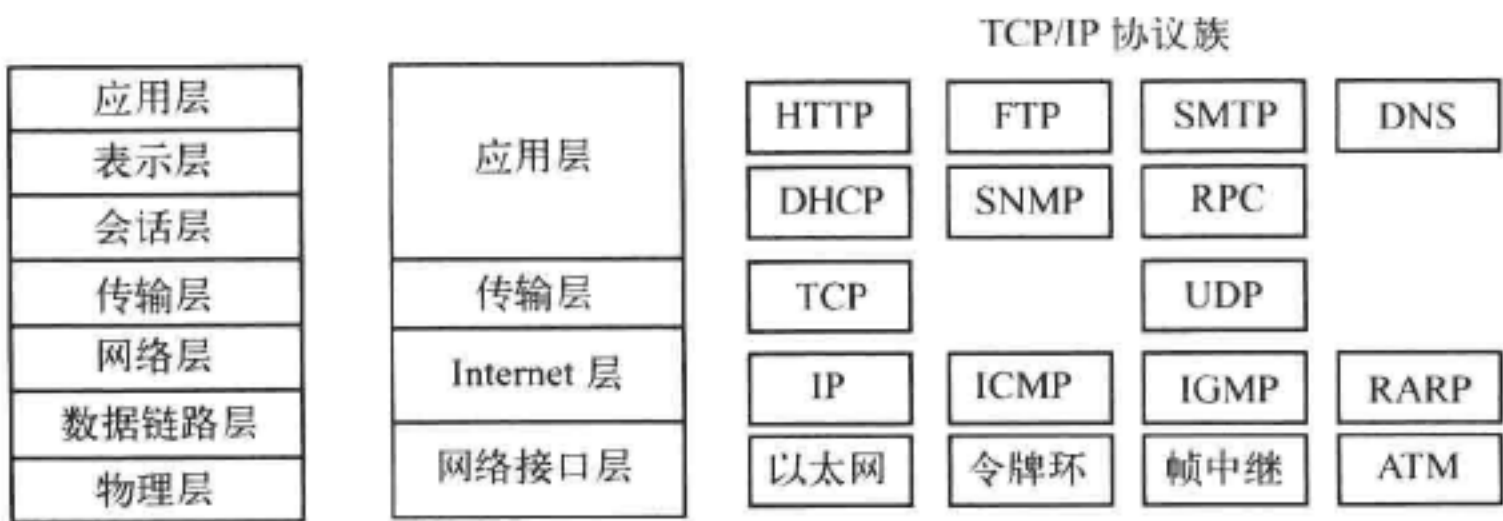 TCP/IP 协议族
应用层
表示层
会话层
传输层
网络层
数据链路层
物理层
应用层
传输层
Internet 层
网络接口层
HTTP FTP SMTP DNS
DHCP SNMP RPC
TCP UDP
IP ICMP IGMP RARP
以太网 令牌环 帧中继 ATM